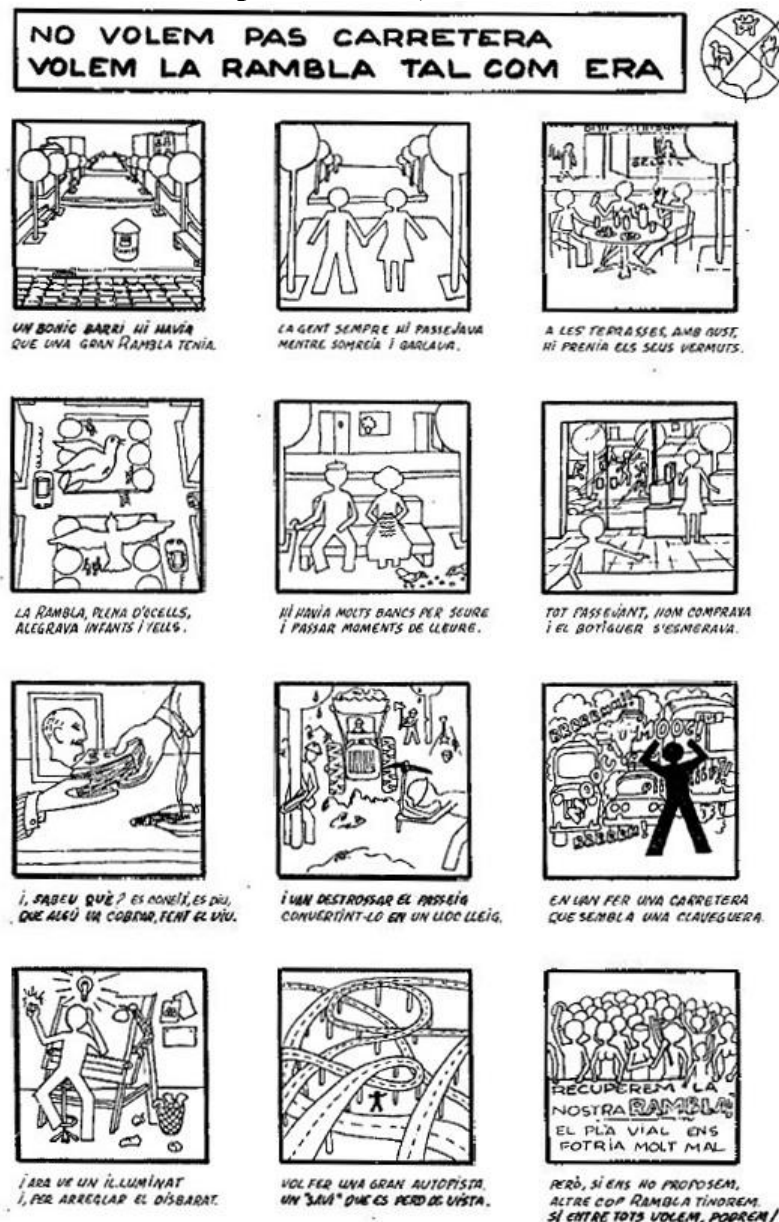 NO VOLEM PAS CARRETERA
VOLEM LA RAMBLA TAL COM ERA
UN BONIC BARRI HI HAVIA
QUE UNA GRAN RAMBLA TENIA.
LA GENT SEMPRE HI PASSEJAVA
MENTRE SOMREIA I GARLAVA.
GELATS
A LES TERRASSES, AMB GUST,
HI PRENIA ELS SEUS VERMUTS.
LA RAMBLA, PLENA D'OCELLS,
ALEGRAVA INFANTS I VELLS.
HI HAVIA MOLTS BANCS PER SEURE
I PASSAR MOMENTS DE LLEURE.
TOT PASSEJANT, HOM COMPRAVA
I EL BOTIGUER S'ESMERAVA.
I, SABEU QUÈ? ES CONEIX, ES DIU,
QUE ALGÚ VA COBRAR, FENT EL VIU.
I VAN DESTROSSAR EL PASSEIG
CONVERTINT-LO EN UN LLOC LLEIG.
BRRRRMM!!
MOOC!
BRRRRM!
EN VAN FER UNA CARRETERA
QUE SEMBLA UNA CLAVEGUERA.
I ARA VE UN IL.LUMINAT
I, PER ARREGLAR EL DISBARAT.
VOL FER UNA GRAN AUTOPISTA.
UN "SAVI" QUE ES PERD DE VISTA.
RECUPEREM LA
NOSTRA RAMBLA;
EL PLA VIAL ENS
FOTRIA MOLT MAL
PERÒ, SI ENS HO PROPOSEM,
ALTRE COP RAMBLA TINDREM.
SI ENTRE TOTS VOLEM, PODREM!